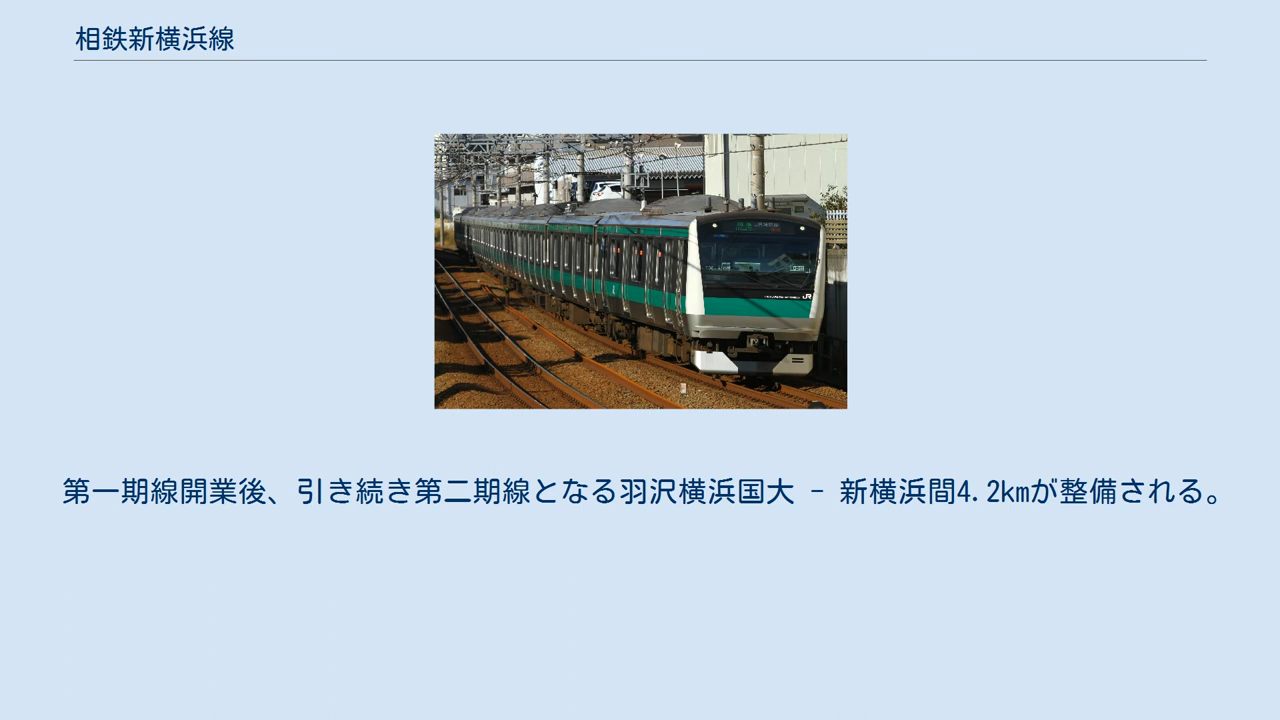 相鉄新横浜線
JR
第一期線開業後、引き続き第二期線となる羽沢横浜国大 － 新横浜間4.2kmが整備される。